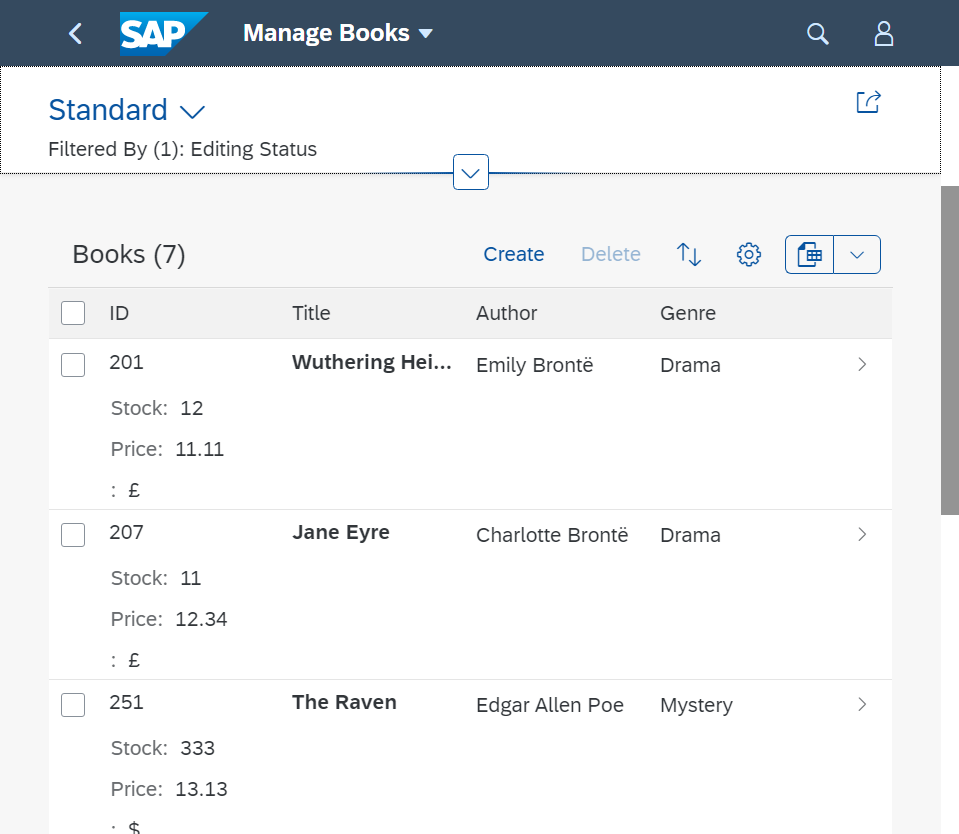 SAP Manage Books
Standard
Filtered By (1): Editing Status
Books (7) Create Delete
ID Title Author Genre
201 Wuthering Hei... Emily Brontë Drama
Stock: 12
Price: 11.11
: £
207 Jane Eyre Charlotte Brontë Drama
Stock: 11
Price: 12.34
: £
251 The Raven Edgar Allen Poe Mystery
Stock: 333
Price: 13.13
: $